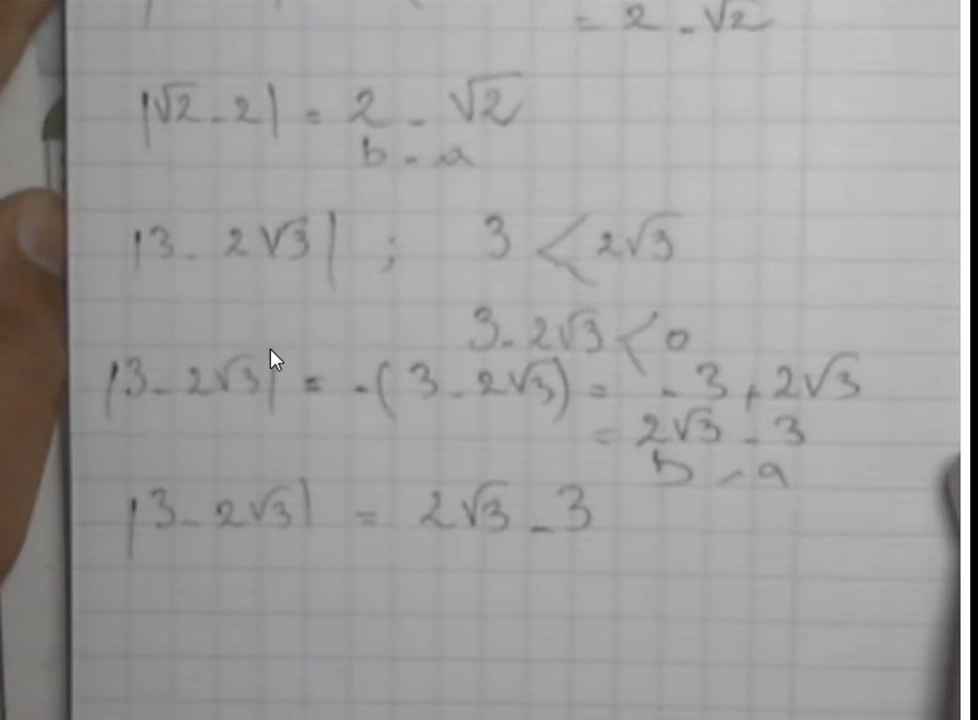 = 2 - √2
|√2 - 2| = 2 - √2
b - a
|3 - 2√3| ; 3 < 2√3
3 - 2√3 < 0
|3 - 2√3| = -(3 - 2√3) = -3 + 2√3
= 2√3 - 3
b - a
|3 - 2√3| = 2√3 - 3